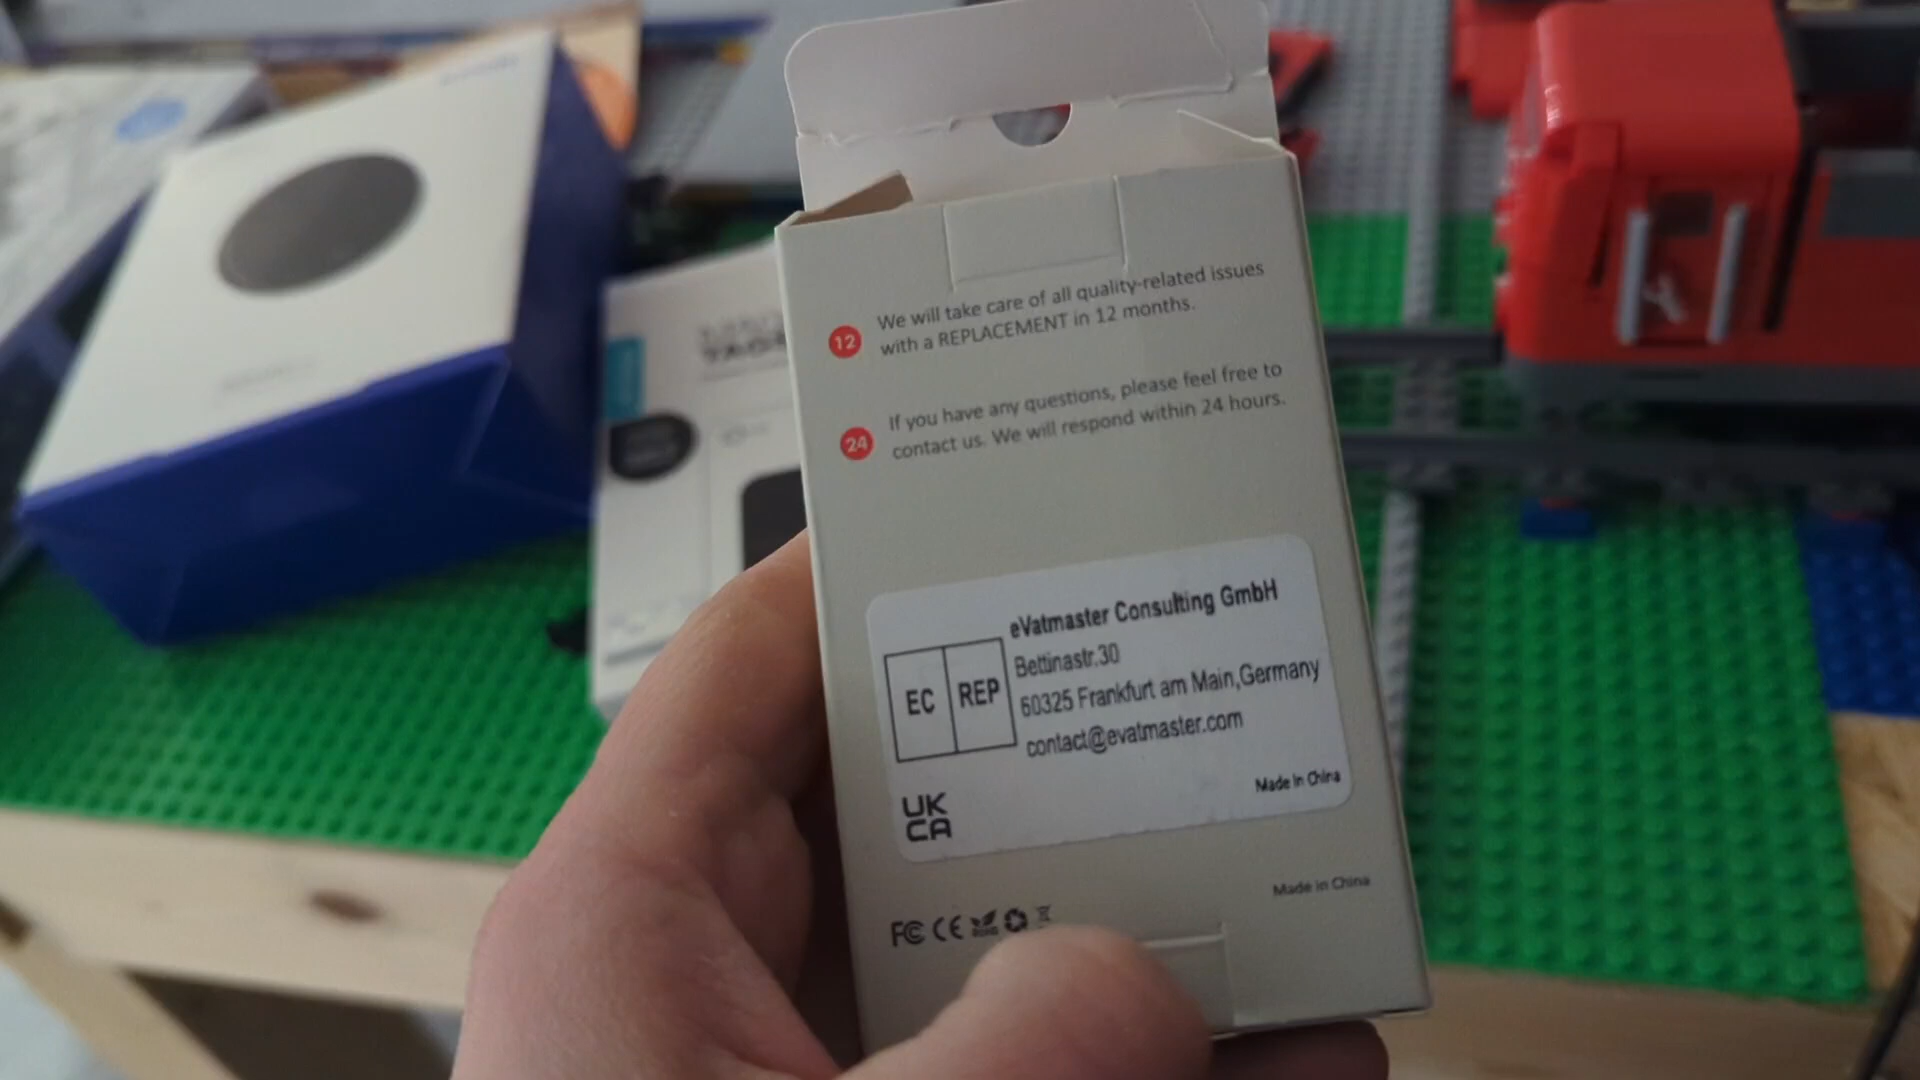 12 We will take care of all quality-related issues
with a REPLACEMENT in 12 months.
24 If you have any questions, please feel free to
contact us. We will respond within 24 hours.
eVatmaster Consulting GmbH
Bettinastr.30
60325 Frankfurt am Main,Germany
contact@evatmaster.com
EC REP
Made In China
UK
CA
Made in China
FC CE